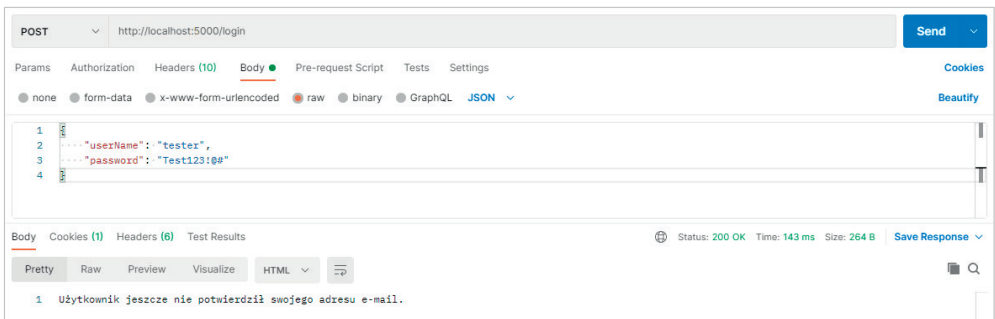 POST http://localhost:5000/login Send
Params Authorization Headers (10) Body Pre-request Script Tests Settings Cookies
none form-data x-www-form-urlencoded raw binary GraphQL JSON Beautify
1 {
2 ····"userName":·"tester",
3 ····"password":·"Test123!@#"
4 }
Body Cookies (1) Headers (6) Test Results Status: 200 OK Time: 143 ms Size: 264 B Save Response
Pretty Raw Preview Visualize HTML
1 Użytkownik jeszcze nie potwierdził swojego adresu e-mail.